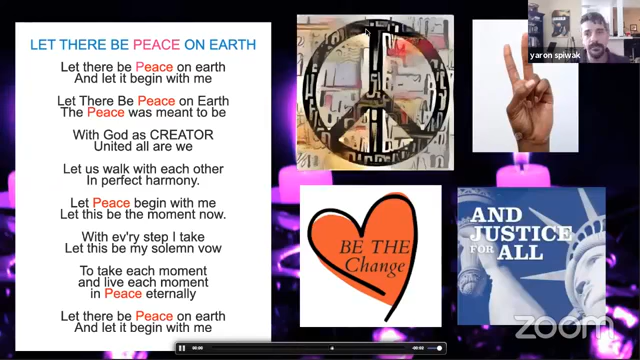 LET THERE BE PEACE ON EARTH
Let there be Peace on earth
And let it begin with me
Let There Be Peace on Earth
The Peace was meant to be
With God as CREATOR
United all are we
Let us walk with each other
In perfect harmony.
Let Peace begin with me
Let this be the moment now.
With ev'ry step I take
Let this be my solemn vow
To take each moment
and live each moment
in Peace eternally
Let there be Peace on earth
And let it begin with me
yaron spiwak
BE THE
Change
AND
JUSTICE
FOR ALL
zoom
00:00
-00:02